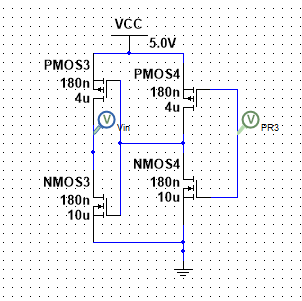 VCC
5.0V
PMOS3
180n
4u
PMOS4
180n
4u
V
Vin
V
PR3
NMOS3
180n
10u
NMOS4
180n
10u